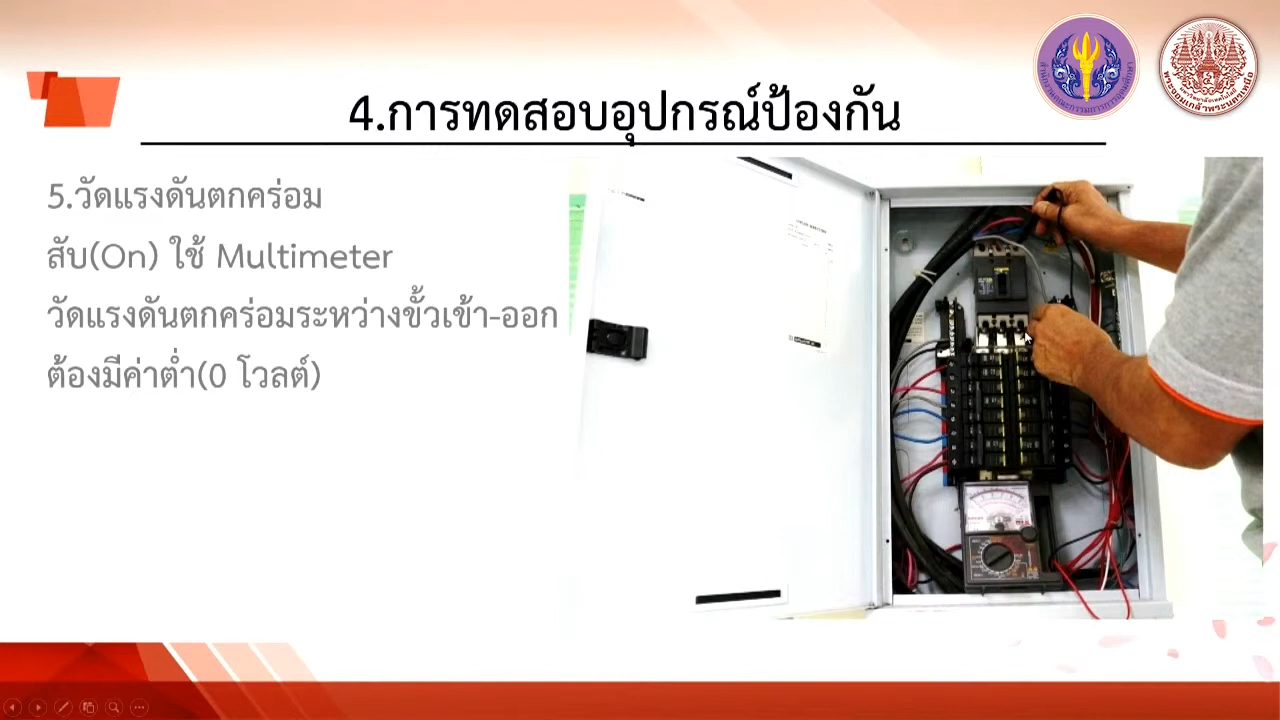 4.การทดสอบอุปกรณ์ป้องกัน
5.วัดแรงดันตกคร่อม
สับ(On) ใช้ Multimeter
วัดแรงดันตกคร่อมระหว่างขั้วเข้า-ออก
ต้องมีค่าต่ำ(0 โวลต์)